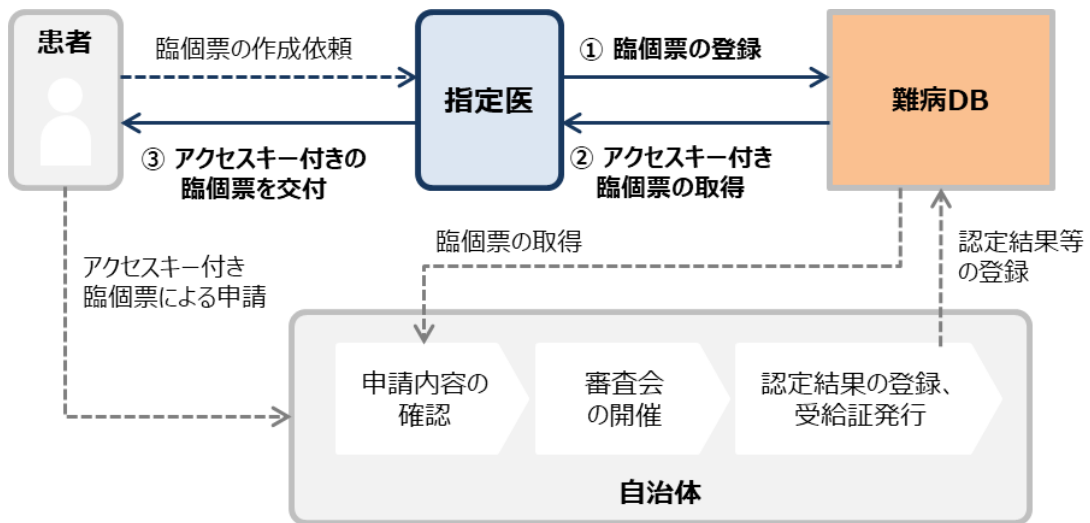 患者
臨個票の作成依頼
指定医
① 臨個票の登録
難病DB
③ アクセスキー付きの
臨個票を交付
② アクセスキー付き
臨個票の取得
アクセスキー付き
臨個票による申請
臨個票の取得
認定結果等
の登録
申請内容の
確認
審査会
の開催
認定結果の登録、
受給証発行
自治体